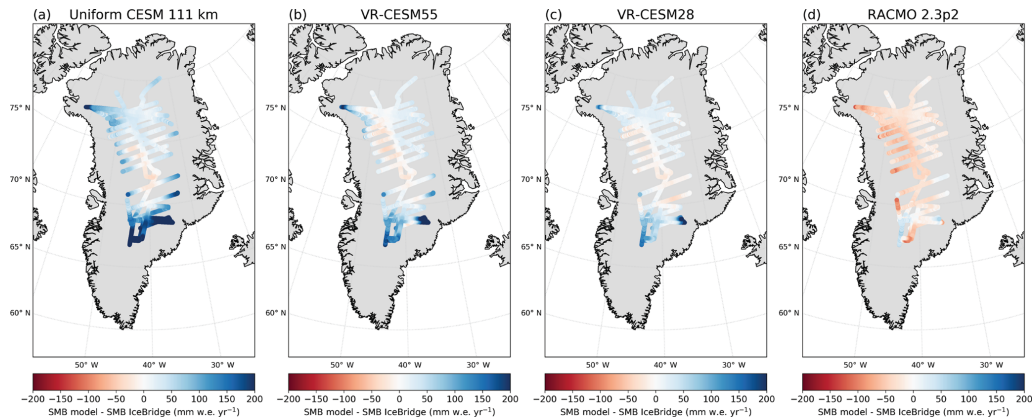 (a) Uniform CESM 111 km
(b) VR-CESM55
(c) VR-CESM28
(d) RACMO 2.3p2
75° N
70° N
65° N
60° N
50° W
40° W
30° W
−200 −150 −100 −50 0 50 100 150 200
SMB model - SMB IceBridge (mm w.e. yr⁻¹)
75° N
70° N
65° N
60° N
50° W
40° W
30° W
−200 −150 −100 −50 0 50 100 150 200
SMB model - SMB IceBridge (mm w.e. yr⁻¹)
75° N
70° N
65° N
60° N
50° W
40° W
30° W
−200 −150 −100 −50 0 50 100 150 200
SMB model - SMB IceBridge (mm w.e. yr⁻¹)
75° N
70° N
65° N
60° N
50° W
40° W
30° W
−200 −150 −100 −50 0 50 100 150 200
SMB model - SMB IceBridge (mm w.e. yr⁻¹)